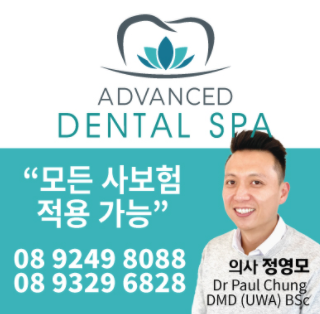 ADVANCED
DENTAL SPA
“모든 사보험
적용 가능”
08 9249 8088
08 9329 6828
의사 정영모
Dr Paul Chung
DMD (UWA) BSc